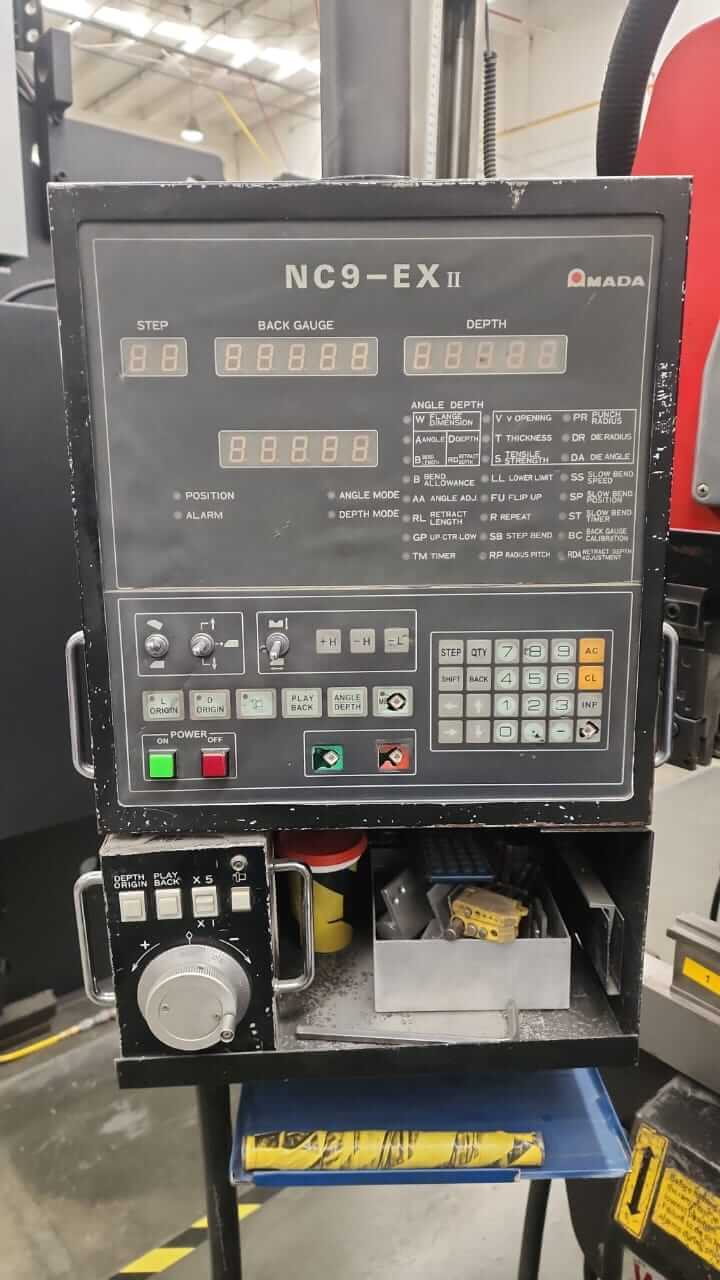 NC9-EX II
AMADA
STEP BACK GAUGE DEPTH
ANGLE DEPTH
W FLANGE DIMENSION V V OPENING PR PUNCH RADIUS
A ANGLE D DEPTH T THICKNESS DR DIE RADIUS
B BEND LENGTH RD RETRACT DEPTH S TENSILE STRENGTH DA DIE ANGLE
B BEND ALLOWANCE LL LOWER LIMIT SS SLOW BEND SPEED
POSITION ANGLE MODE AA ANGLE ADJ FU FLIP UP SP SLOW BEND POSITION
ALARM DEPTH MODE RL RETRACT LENGTH R REPEAT ST SLOW BEND TIMER
GP UP CTR LOW SB STEP BEND BC BACK GAUGE CALIBRATION
TM TIMER RP RADIUS PITCH RDA RETRACT DEPTH ADJUSTMENT
+H -H =L
STEP QTY 7 8 9 AC
SHIFT BACK 4 5 6 CL
← ↑ 1 2 3 INP
→ ↓ 0 • -
L ORIGIN D ORIGIN PLAY BACK ANGLE DEPTH
POWER
ON OFF
DEPTH ORIGIN PLAY BACK X 5
X 1
+ -
1